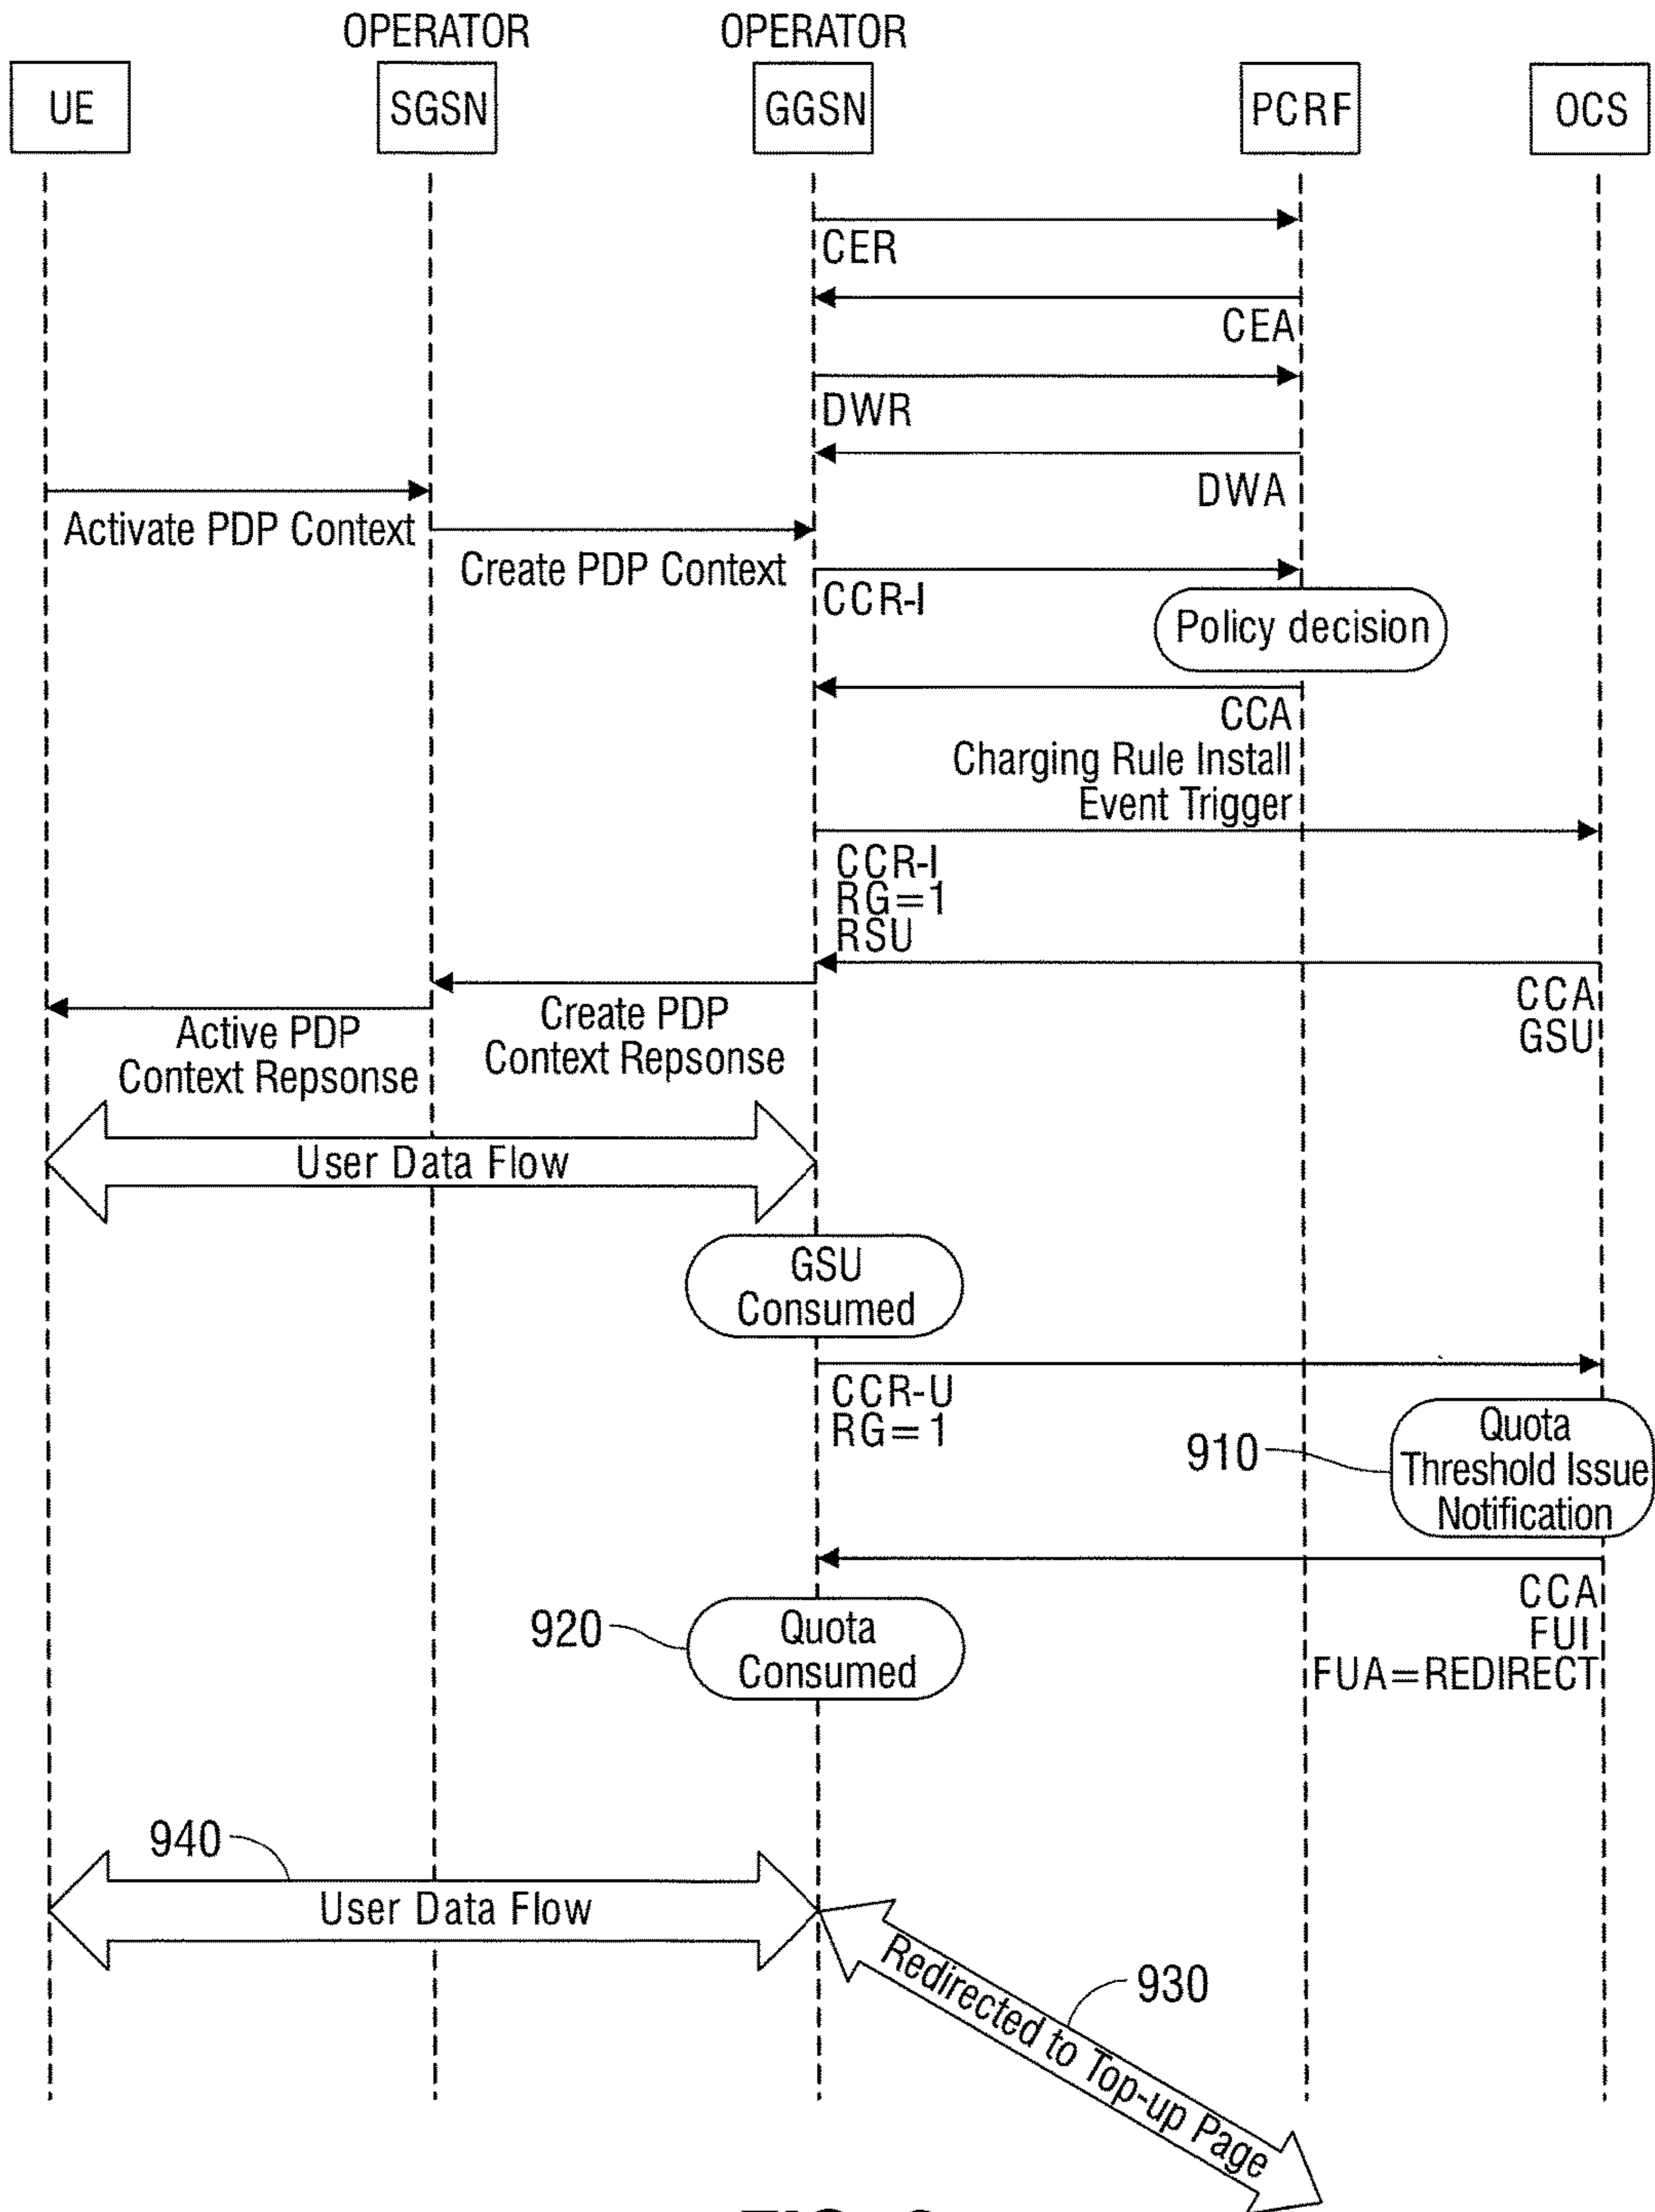 OPERATOR
OPERATOR
UE
SGSN
GGSN
PCRF
OCS
CER
CEA
DWR
DWA
Activate PDP Context
Create PDP Context
CCR-I
Policy decision
CCA
Charging Rule Install
Event Trigger
CCR-I
RG=1
RSU
CCA
GSU
Create PDP
Context Repsonse
Active PDP
Context Repsonse
User Data Flow
GSU
Consumed
CCR-U
RG=1
910
Quota
Threshold Issue
Notification
CCA
FUI
FUA=REDIRECT
920
Quota
Consumed
940
User Data Flow
930
Redirected to Top-up Page